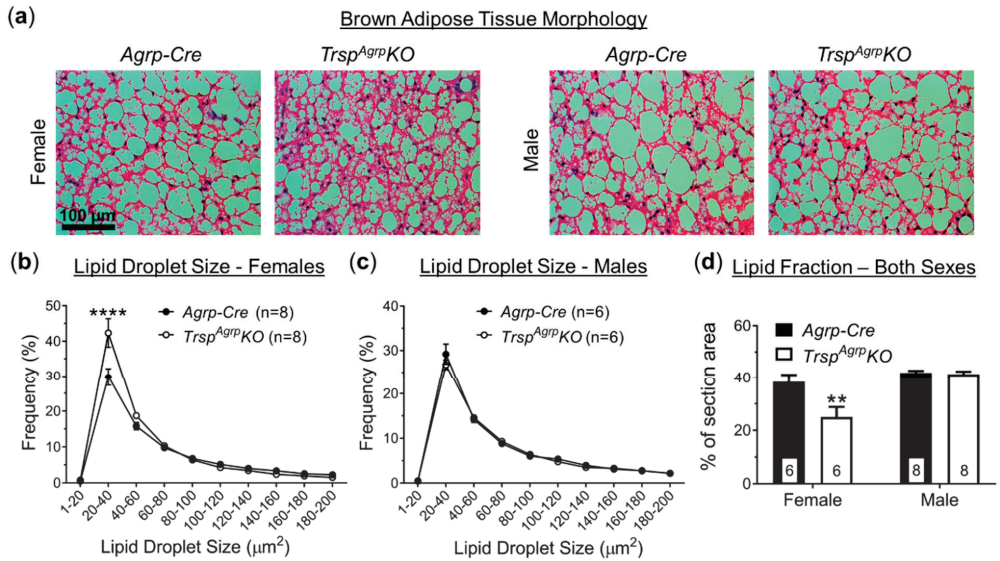 (a) Brown Adipose Tissue Morphology
Agrp-Cre TrspᴬᵍʳᵖKO Agrp-Cre TrspᴬᵍʳᵖKO
Female
Male
100 μm
(b) Lipid Droplet Size - Females
Frequency (%)
50
40
30
20
10
0
****
Agrp-Cre (n=8)
TrspᴬᵍʳᵖKO (n=8)
1-20 20-40 40-60 60-80 80-100 100-120 120-140 140-160 160-180 180-200
Lipid Droplet Size (μm²)
(c) Lipid Droplet Size - Males
Frequency (%)
40
30
20
10
0
Agrp-Cre (n=6)
TrspᴬᵍʳᵖKO (n=6)
1-20 20-40 40-60 60-80 80-100 100-120 120-140 140-160 160-180 180-200
Lipid Droplet Size (μm²)
(d) Lipid Fraction – Both Sexes
% of section area
60
40
20
0
Agrp-Cre
TrspᴬᵍʳᵖKO
**
6 6 8 8
Female Male